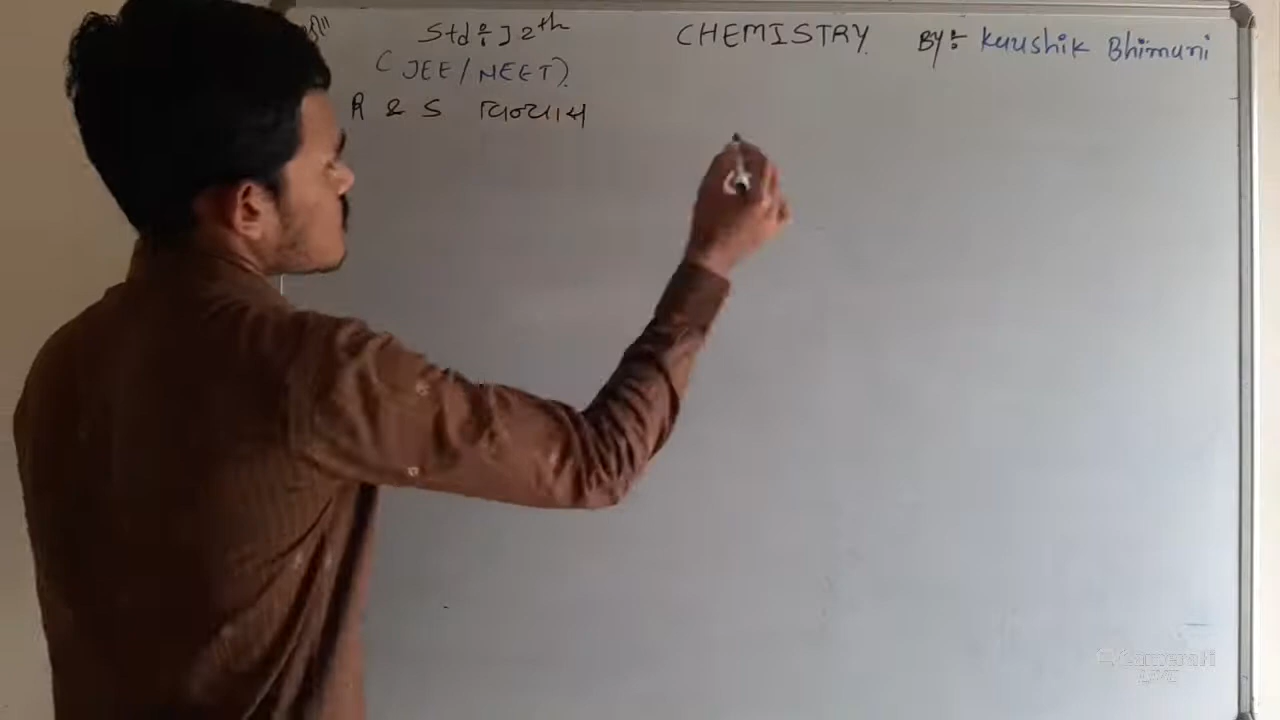 Std : 12th CHEMISTRY BY : Kaushik Bhimani
(JEE/NEET).
R & S વિન્યાસ